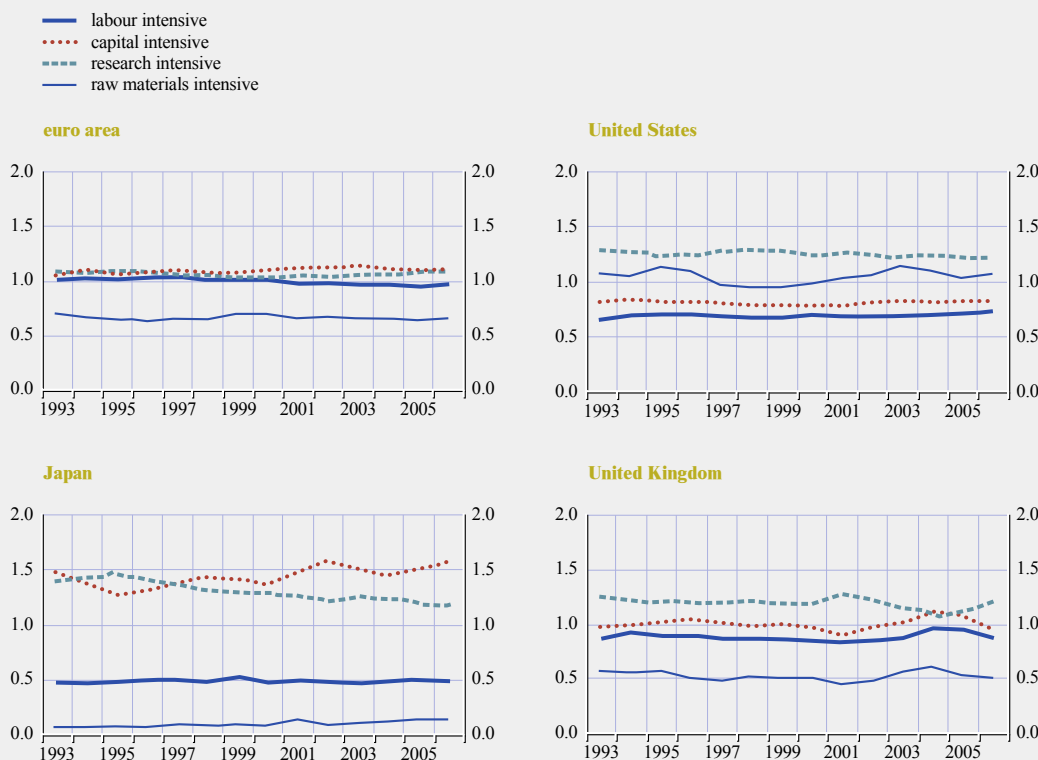 labour intensive
capital intensive
research intensive
raw materials intensive
euro area
2.0 2.0
1.5 1.5
1.0 1.0
0.5 0.5
0.0 0.0
1993 1995 1997 1999 2001 2003 2005
United States
2.0 2.0
1.5 1.5
1.0 1.0
0.5 0.5
0.0 0.0
1993 1995 1997 1999 2001 2003 2005
Japan
2.0 2.0
1.5 1.5
1.0 1.0
0.5 0.5
0.0 0.0
1993 1995 1997 1999 2001 2003 2005
United Kingdom
2.0 2.0
1.5 1.5
1.0 1.0
0.5 0.5
0.0 0.0
1993 1995 1997 1999 2001 2003 2005